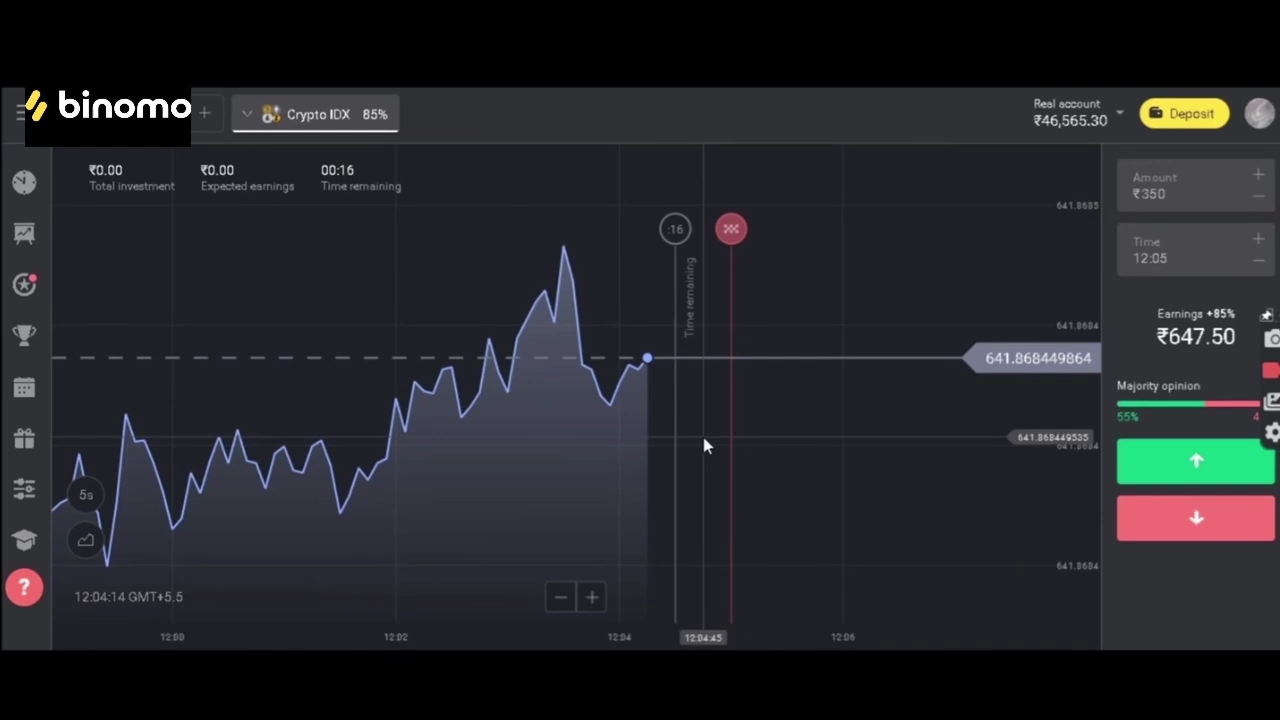 binomo
+
Crypto IDX 85%
Real account
₹46,565.30
Deposit
₹0.00
Total investment
₹0.00
Expected earnings
00:16
Time remaining
:16
Time remaining
641.8685
641.8684
641.868449864
641.868449535
641.8684
641.8684
5s
12:04:14 GMT+5.5
− +
12:00
12:02
12:04
12:04:45
12:06
Amount
₹350
+
−
Time
12:05
+
−
Earnings +85%
₹647.50
Majority opinion
55%
4
?